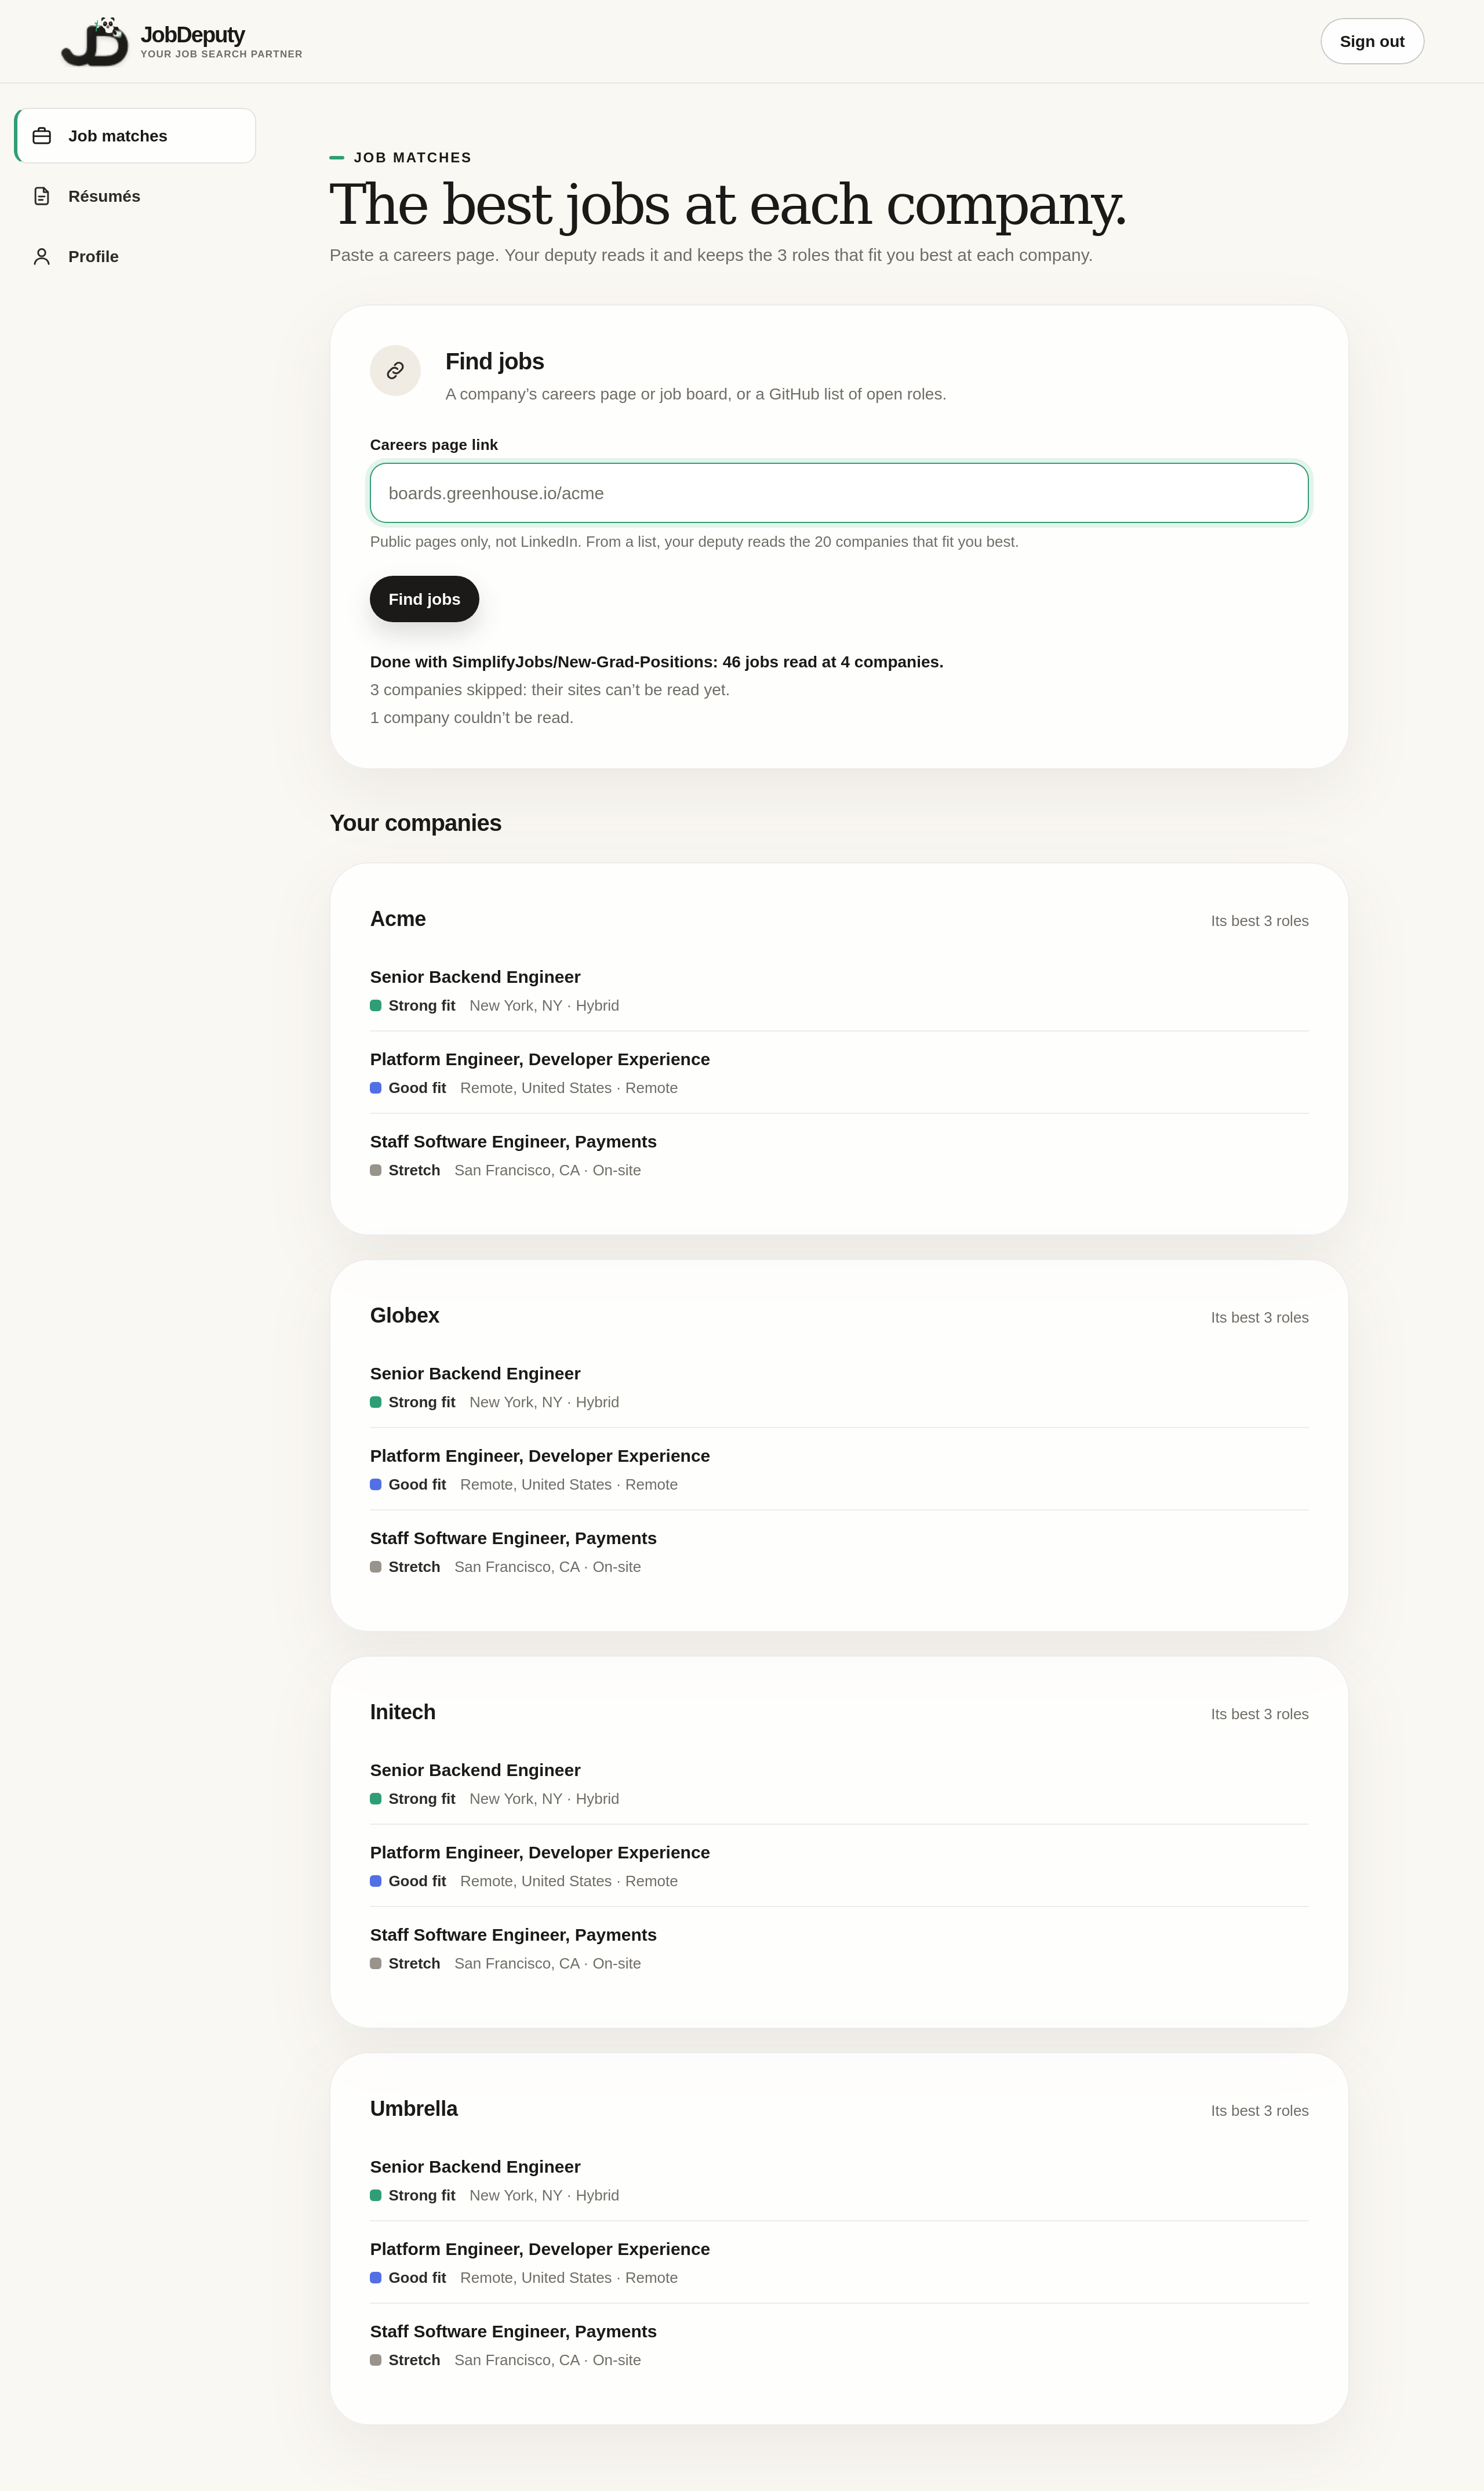 JobDeputy
YOUR JOB SEARCH PARTNER
Sign out
Job matches
Résumés
Profile
JOB MATCHES
The best jobs at each company.
Paste a careers page. Your deputy reads it and keeps the 3 roles that fit you best at each company.
Find jobs
A company’s careers page or job board, or a GitHub list of open roles.
Careers page link
boards.greenhouse.io/acme
Public pages only, not LinkedIn. From a list, your deputy reads the 20 companies that fit you best.
Find jobs
Done with SimplifyJobs/New-Grad-Positions: 46 jobs read at 4 companies.
3 companies skipped: their sites can’t be read yet.
1 company couldn’t be read.
Your companies
Acme
Its best 3 roles
Senior Backend Engineer
Strong fit New York, NY · Hybrid
Platform Engineer, Developer Experience
Good fit Remote, United States · Remote
Staff Software Engineer, Payments
Stretch San Francisco, CA · On-site
Globex
Its best 3 roles
Senior Backend Engineer
Strong fit New York, NY · Hybrid
Platform Engineer, Developer Experience
Good fit Remote, United States · Remote
Staff Software Engineer, Payments
Stretch San Francisco, CA · On-site
Initech
Its best 3 roles
Senior Backend Engineer
Strong fit New York, NY · Hybrid
Platform Engineer, Developer Experience
Good fit Remote, United States · Remote
Staff Software Engineer, Payments
Stretch San Francisco, CA · On-site
Umbrella
Its best 3 roles
Senior Backend Engineer
Strong fit New York, NY · Hybrid
Platform Engineer, Developer Experience
Good fit Remote, United States · Remote
Staff Software Engineer, Payments
Stretch San Francisco, CA · On-site